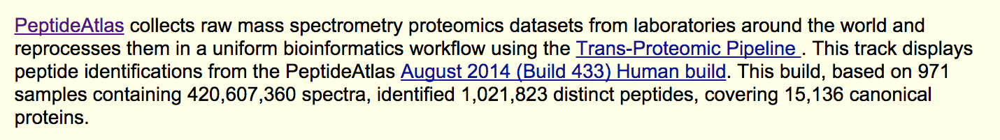 PeptideAtlas collects raw mass spectrometry proteomics datasets from laboratories around the world and
reprocesses them in a uniform bioinformatics workflow using the Trans-Proteomic Pipeline . This track displays
peptide identifications from the PeptideAtlas August 2014 (Build 433) Human build. This build, based on 971
samples containing 420,607,360 spectra, identified 1,021,823 distinct peptides, covering 15,136 canonical
proteins.